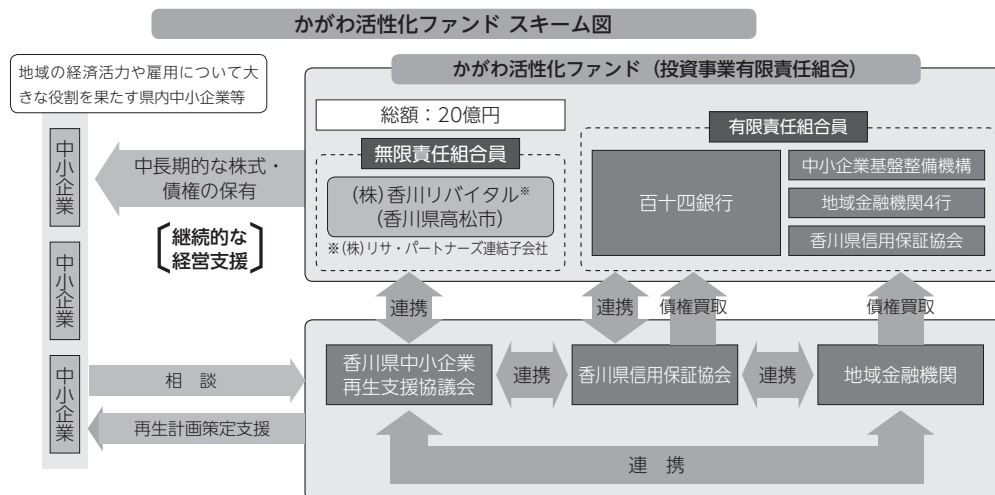 かがわ活性化ファンド スキーム図
地域の経済活力や雇用について大
きな役割を果たす県内中小企業等
かがわ活性化ファンド（投資事業有限責任組合）
総額：20億円
無限責任組合員
(株) 香川リバイタル※
(香川県高松市)
※(株)リサ・パートナーズ連結子会社
有限責任組合員
百十四銀行
中小企業基盤整備機構
地域金融機関4行
香川県信用保証協会
中小企業
中小企業
中小企業
中長期的な株式・
債権の保有
〔継続的な
経営支援〕
連携
連携
債権買取
債権買取
相　談
再生計画策定支援
香川県中小企業
再生支援協議会
連携
香川県信用保証協会
連携
地域金融機関
連　携